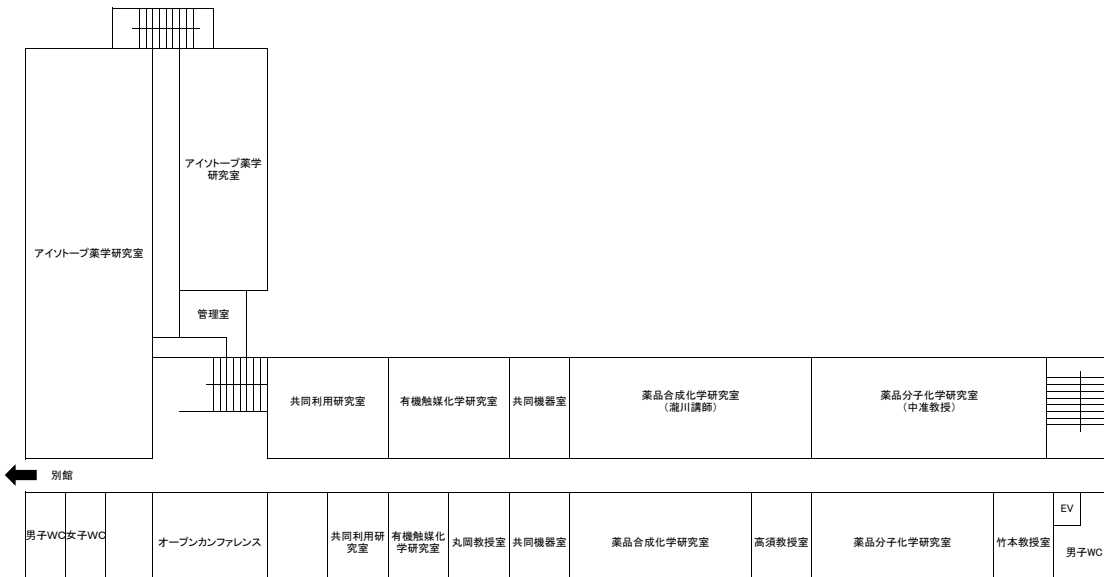 アイソトープ薬学
研究室
アイソトープ薬学研究室
管理室
共同利用研究室
有機触媒化学研究室
共同機器室
薬品合成化学研究室
（瀧川講師）
薬品分子化学研究室
（中准教授）
別館
男子WC
女子WC
オープンカンファレンス
共同利用研
究室
有機触媒化
学研究室
丸岡教授室
共同機器室
薬品合成化学研究室
高須教授室
薬品分子化学研究室
竹本教授室
EV
男子WC